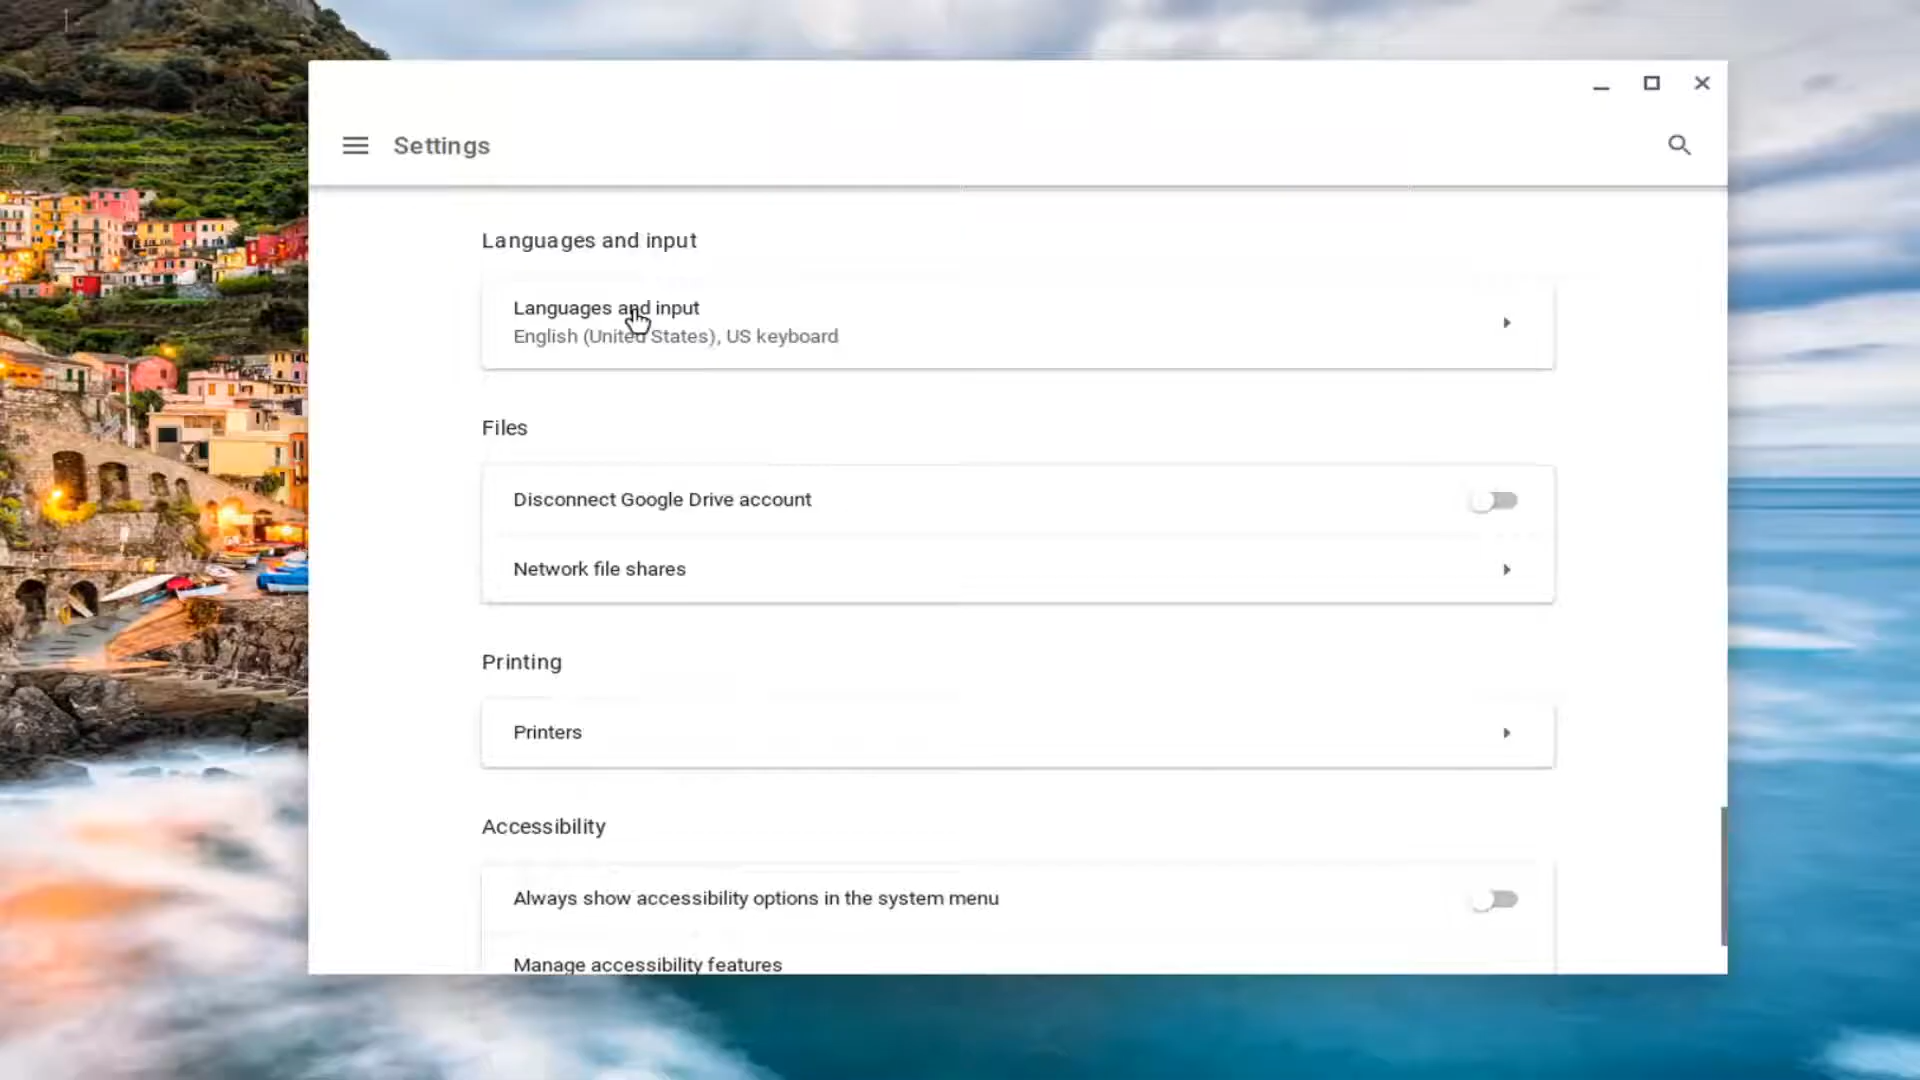 Settings
Languages and input
Languages and input
English (United States), US keyboard
Files
Disconnect Google Drive account
Network file shares
Printing
Printers
Accessibility
Always show accessibility options in the system menu
Manage accessibility features